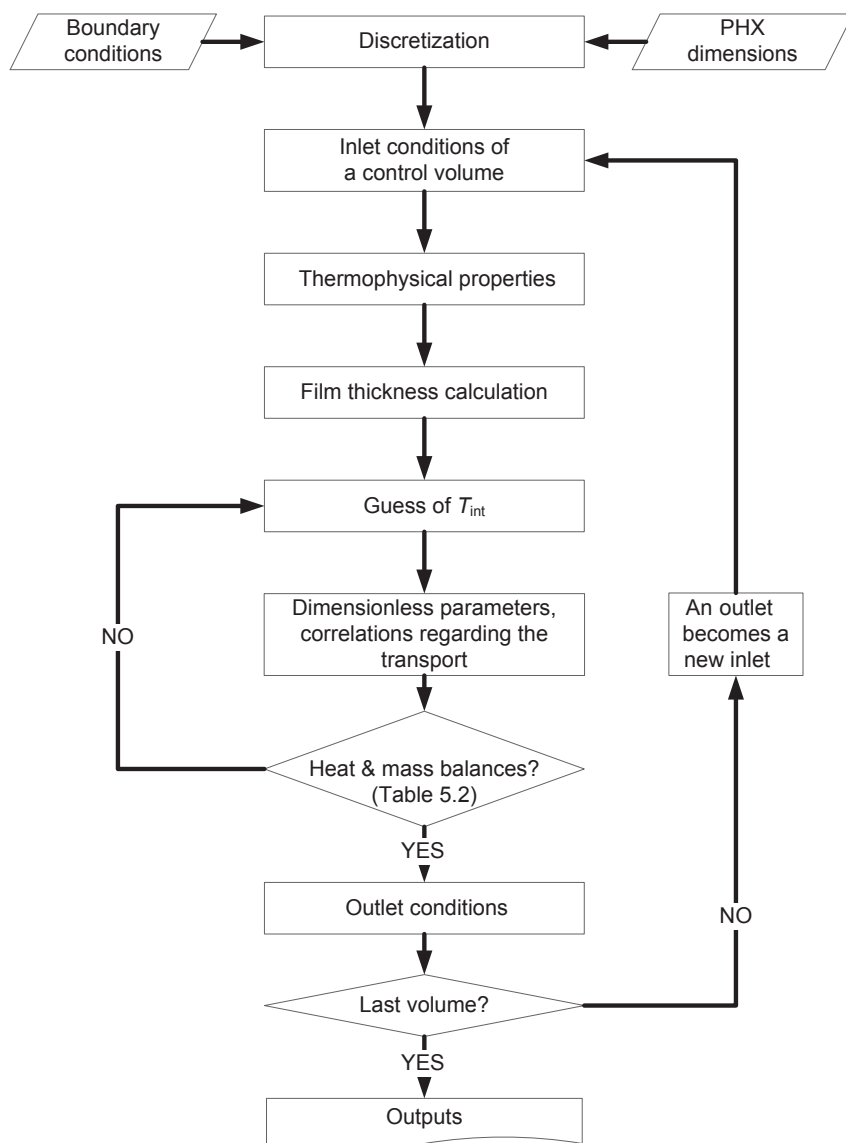 Boundary
conditions
Discretization
PHX
dimensions
Inlet conditions of
a control volume
Thermophysical properties
Film thickness calculation
Guess of Tint
Dimensionless parameters,
correlations regarding the
transport
NO
An outlet
becomes a
new inlet
Heat & mass balances?
(Table 5.2)
YES
Outlet conditions
NO
Last volume?
YES
Outputs